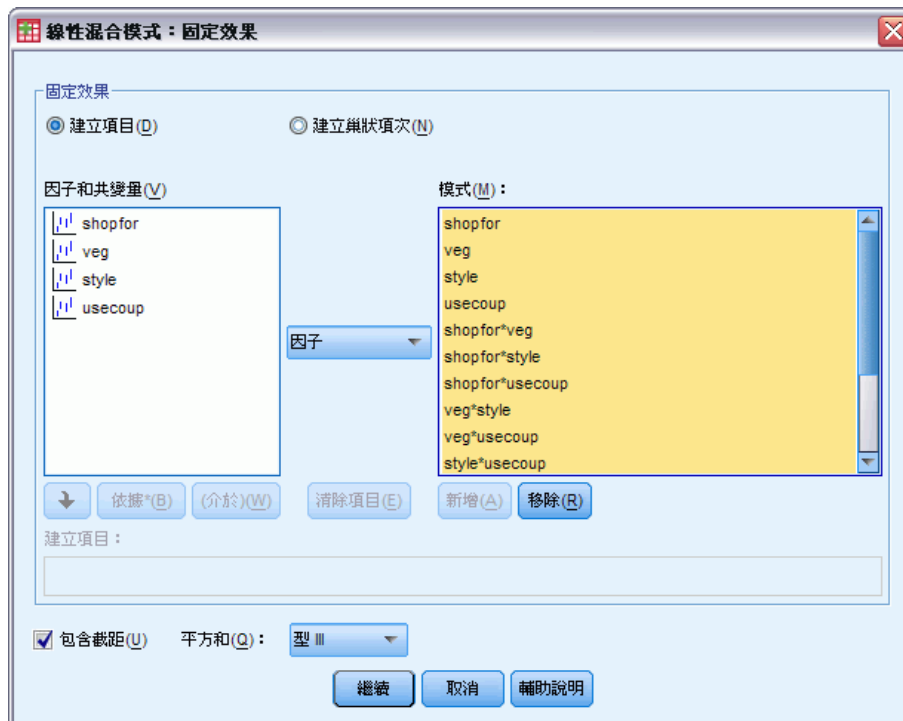 線性混合模式：固定效果
固定效果
建立項目(D)
建立巢狀項次(N)
因子和共變量(V)
模式(M)：
shopfor
veg
style
usecoup
因子
shopfor
veg
style
usecoup
shopfor*veg
shopfor*style
shopfor*usecoup
veg*style
veg*usecoup
style*usecoup
依據*(B)
(介於)(W)
清除項目(E)
新增(A)
移除(R)
建立項目：
包含截距(U)
平方和(Q)：
型 III
繼續
取消
輔助說明